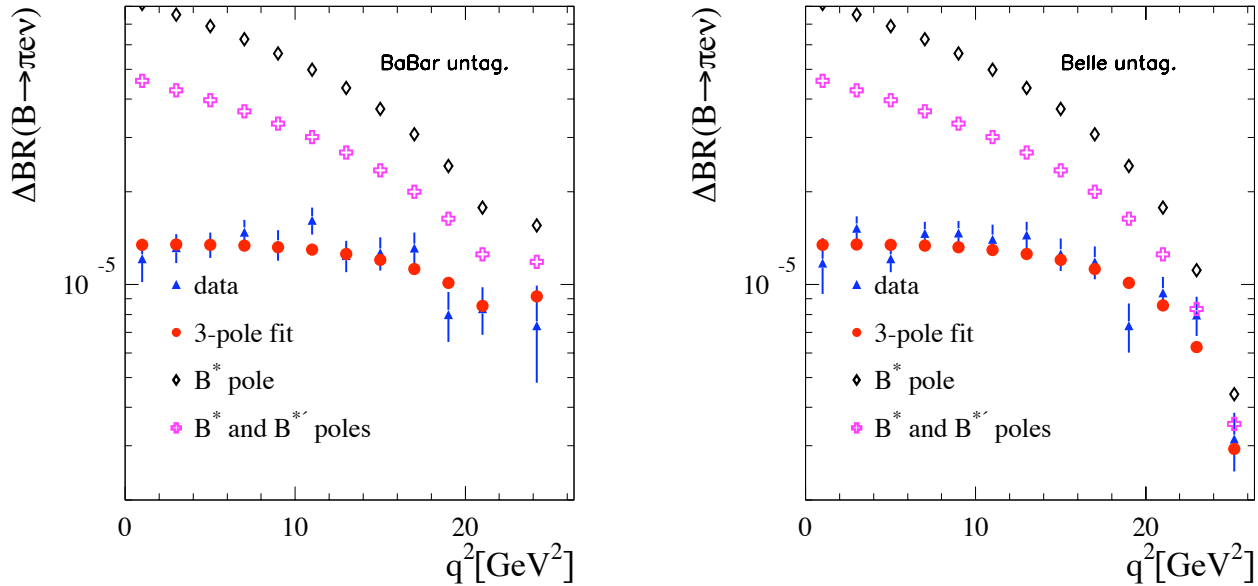 ΔBR(B→πeν)
BaBar untag.
10⁻⁵
data
3-pole fit
B* pole
B* and B*´ poles
0 10 20
q²[GeV²]
ΔBR(B→πeν)
Belle untag.
10⁻⁵
data
3-pole fit
B* pole
B* and B*´ poles
0 10 20
q²[GeV²]